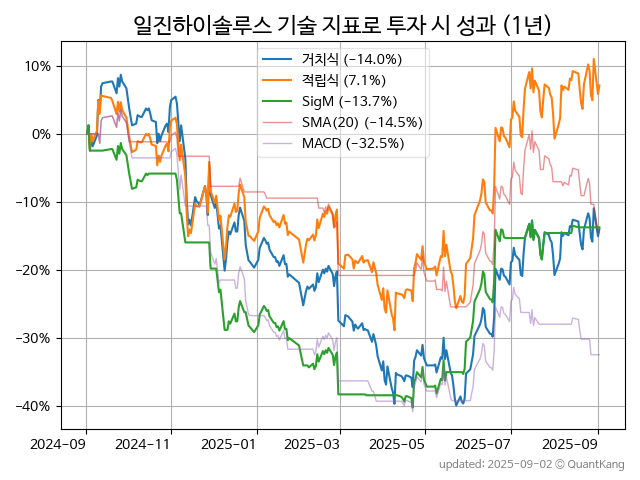 일진하이솔루스 기술 지표로 투자 시 성과 (1년)
거치식 (−14.0%)
적립식 (7.1%)
SigM (−13.7%)
SMA(20) (−14.5%)
MACD (−32.5%)
10%
0%
−10%
−20%
−30%
−40%
2024-09 2024-11 2025-01 2025-03 2025-05 2025-07 2025-09
updated: 2025-09-02 © QuantKang